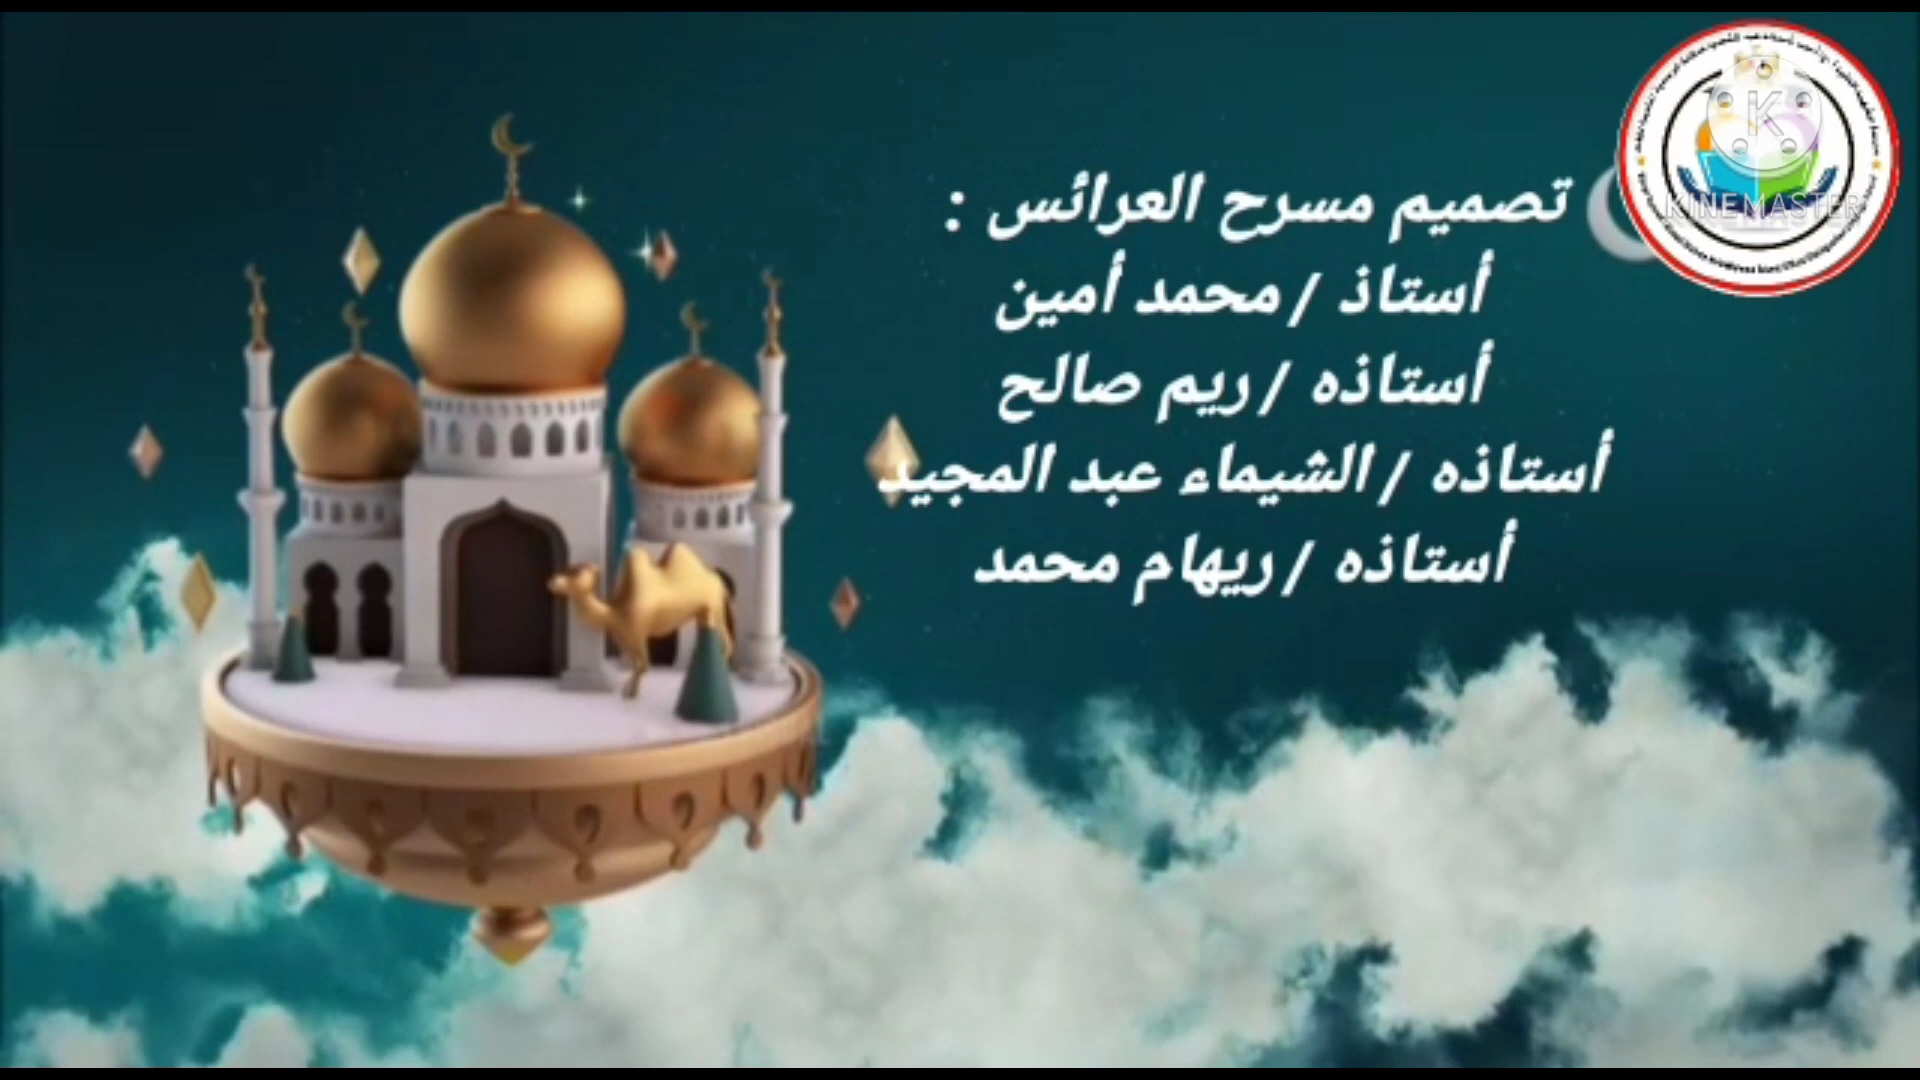 تصميم مسرح العرائس :
أستاذ / محمد أمين
أستاذه / ريم صالح
أستاذه / الشيماء عبد المجيد
أستاذه / ريهام محمد
K
KINEMASTER